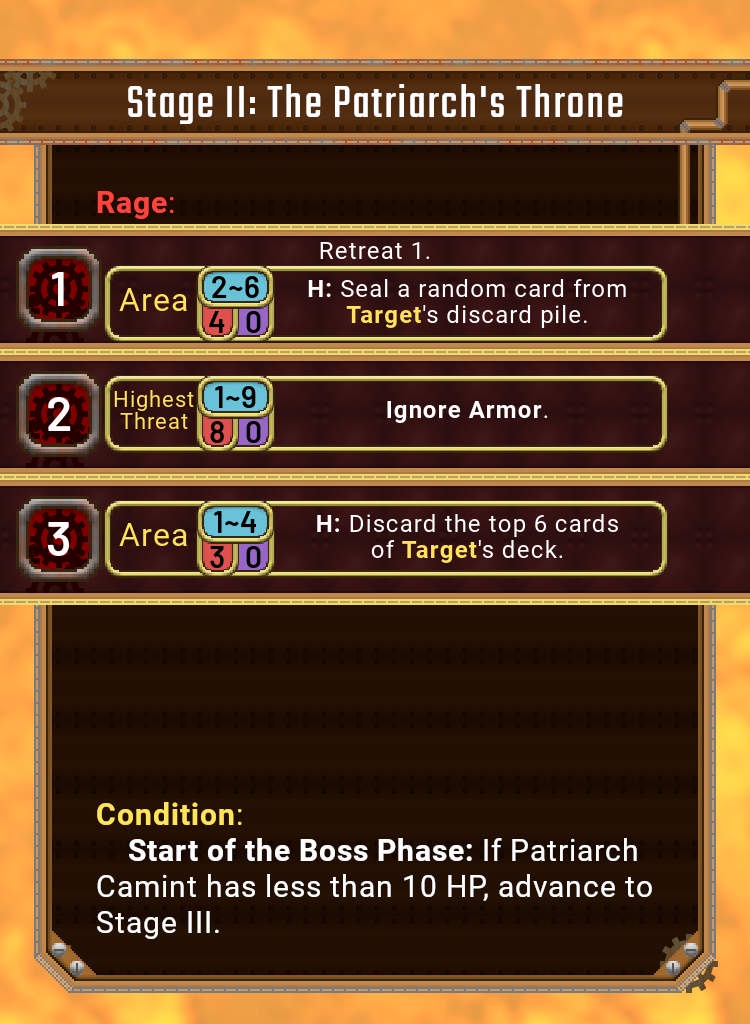 Stage II: The Patriarch's Throne
Rage:
Retreat 1.
1
Area
2~6
4 0
H: Seal a random card from
Target's discard pile.
2
Highest
Threat
1~9
8 0
Ignore Armor.
3
Area
1~4
3 0
H: Discard the top 6 cards
of Target's deck.
Condition:
Start of the Boss Phase: If Patriarch
Camint has less than 10 HP, advance to
Stage III.